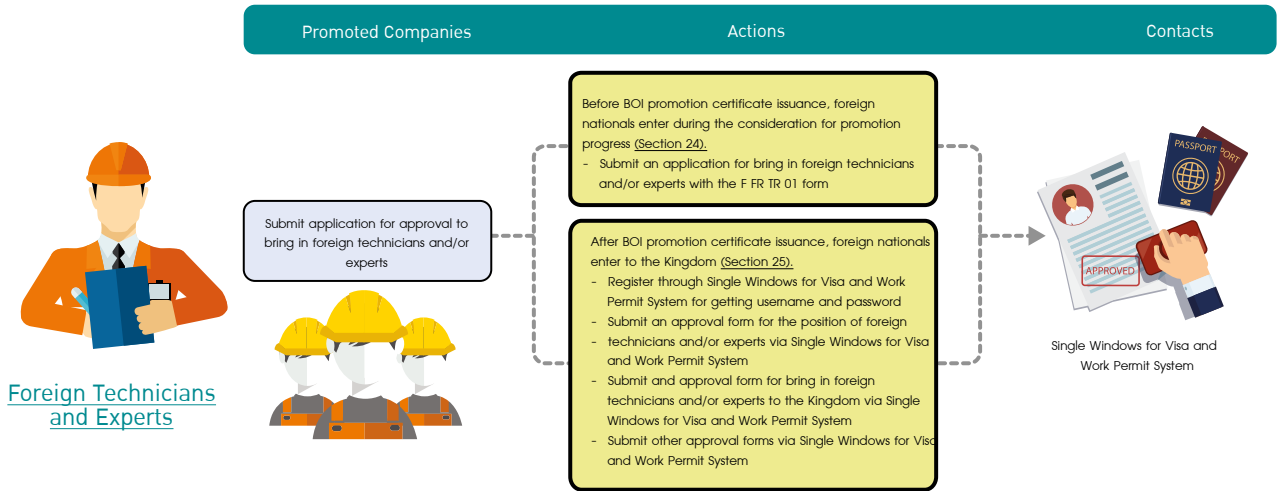 Promoted Companies
Actions
Contacts
Foreign Technicians
and Experts
Submit application for approval to
bring in foreign technicians and/or
experts
Before BOI promotion certificate issuance, foreign
nationals enter during the consideration for promotion
progress (Section 24).
- Submit an application for bring in foreign technicians
and/or experts with the F FR TR 01 form
After BOI promotion certificate issuance, foreign nationals
enter to the Kingdom (Section 25).
- Register through Single Windows for Visa and Work
Permit System for getting username and password
- Submit an approval form for the position of foreign
- technicians and/or experts via Single Windows for Visa
and Work Permit System
- Submit and approval form for bring in foreign
technicians and/or experts to the Kingdom via Single
Windows for Visa and Work Permit System
- Submit other approval forms via Single Windows for Visa
and Work Permit System
PASSPORT
PORT
APPROVED
Single Windows for Visa and
Work Permit System